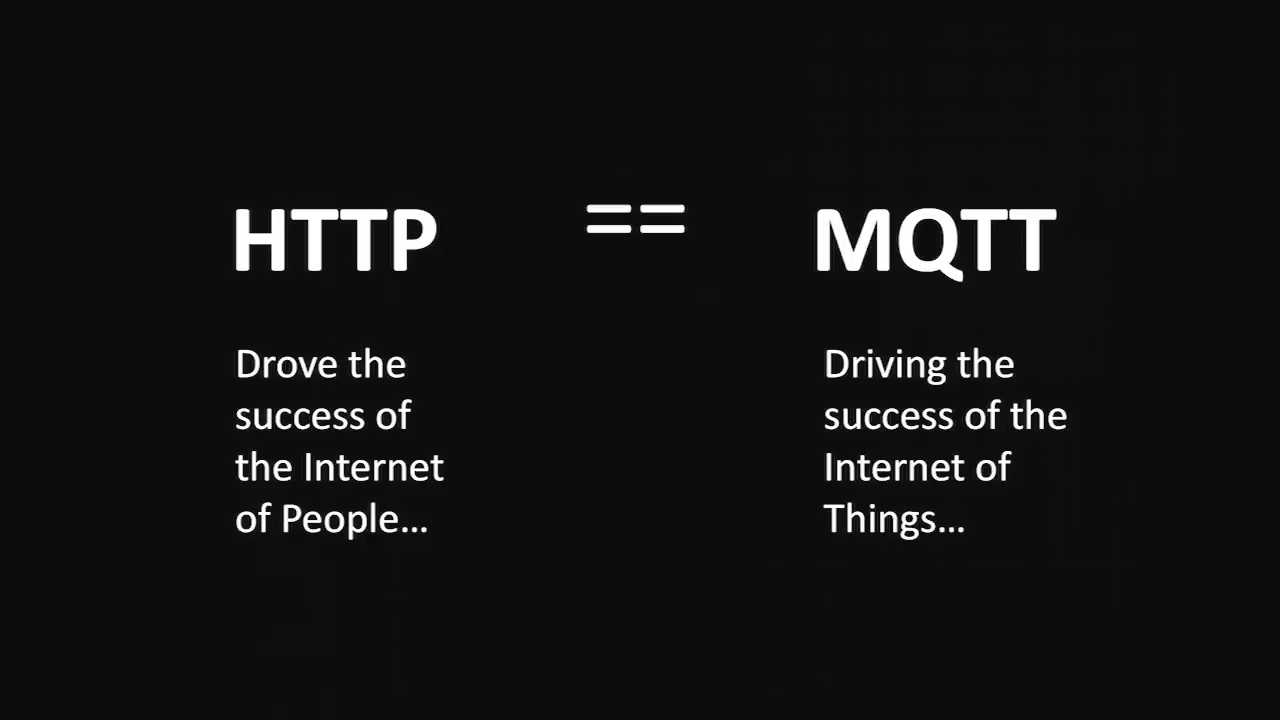 HTTP == MQTT
Drove the
success of
the Internet
of People...
Driving the
success of the
Internet of
Things...